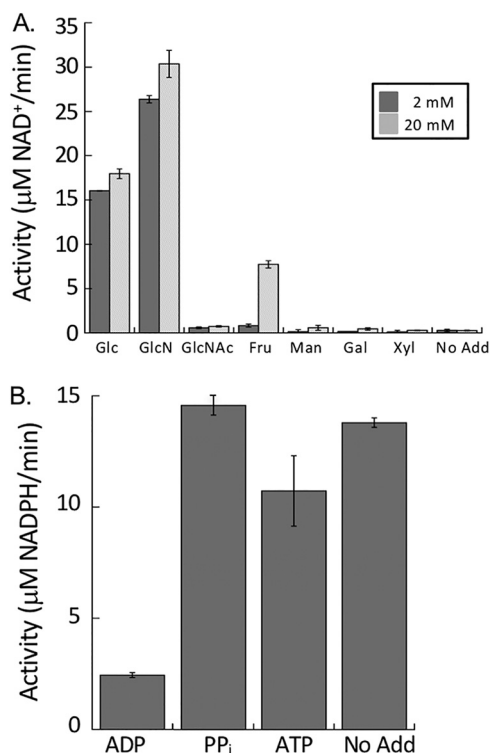 A.
Activity (μM NAD⁺/min)
35
30
25
20
15
10
5
0
2 mM
20 mM
Glc GlcN GlcNAc Fru Man Gal Xyl No Add
B.
Activity (μM NADPH/min)
15
10
5
0
ADP PPᵢ ATP No Add